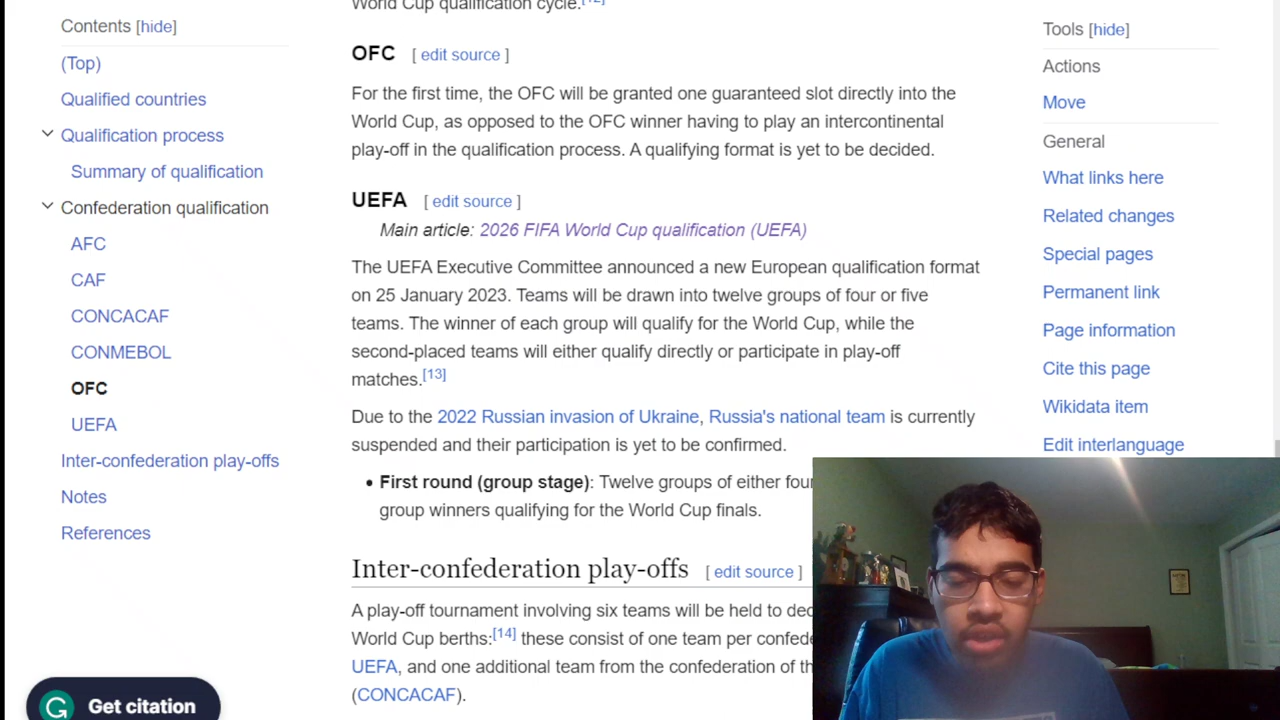 World Cup qualification cycle.[12]
Contents [hide]
(Top)
Qualified countries
Qualification process
Summary of qualification
Confederation qualification
AFC
CAF
CONCACAF
CONMEBOL
OFC
UEFA
Inter-confederation play-offs
Notes
References
Get citation
OFC [ edit source ]
For the first time, the OFC will be granted one guaranteed slot directly into the
World Cup, as opposed to the OFC winner having to play an intercontinental
play-off in the qualification process. A qualifying format is yet to be decided.
UEFA [ edit source ]
Main article: 2026 FIFA World Cup qualification (UEFA)
The UEFA Executive Committee announced a new European qualification format
on 25 January 2023. Teams will be drawn into twelve groups of four or five
teams. The winner of each group will qualify for the World Cup, while the
second-placed teams will either qualify directly or participate in play-off
matches.[13]
Due to the 2022 Russian invasion of Ukraine, Russia's national team is currently
suspended and their participation is yet to be confirmed.
• First round (group stage): Twelve groups of either four
group winners qualifying for the World Cup finals.
Inter-confederation play-offs [ edit source ]
A play-off tournament involving six teams will be held to
World Cup berths:[14] these consist of one team per
UEFA, and one additional team from the confederation of
(CONCACAF).
Tools [hide]
Actions
Move
General
What links here
Related changes
Special pages
Permanent link
Page information
Cite this page
Wikidata item
Edit interlanguage